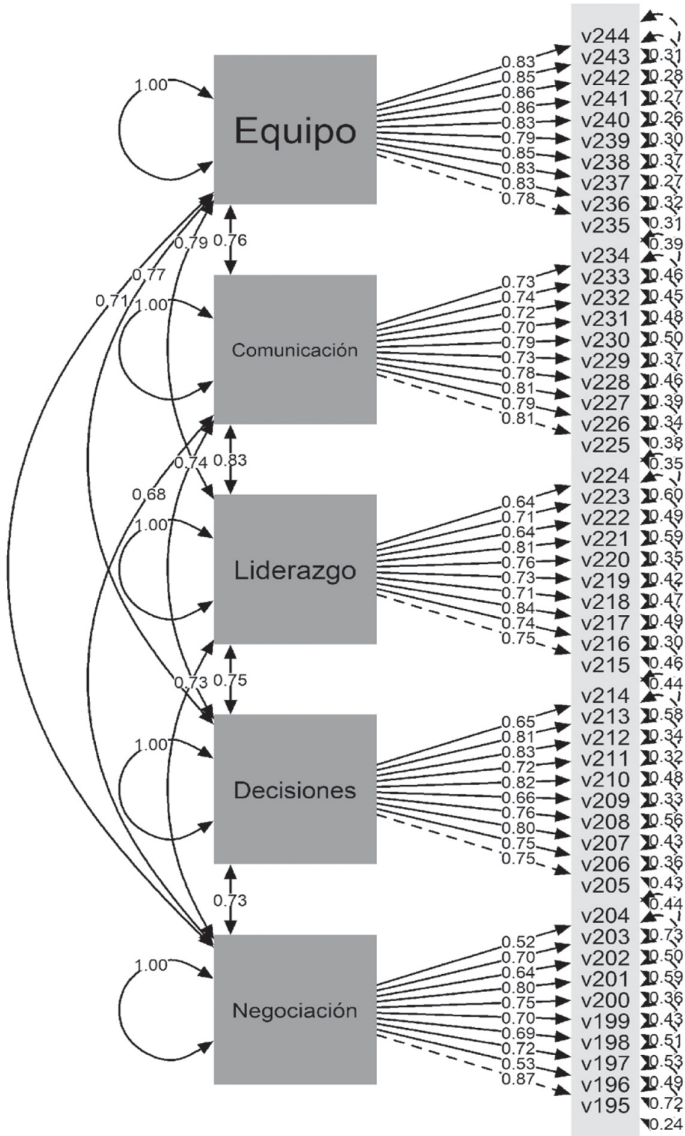 v244
0.31
0.83
v243
0.28
0.85
v242
0.27
0.86
v241
0.26
0.86
v240
0.30
0.83
v239
0.37
0.79
v238
0.27
0.85
v237
0.32
0.83
v236
0.31
0.83
v235
0.39
0.78
1.00
Equipo
0.79
0.76
0.77
0.71
v234
0.46
0.73
v233
0.45
0.74
v232
0.48
0.72
v231
0.50
0.70
v230
0.37
0.79
v229
0.46
0.73
v228
0.39
0.78
v227
0.34
0.81
v226
0.38
0.79
v225
0.35
0.81
1.00
Comunicación
0.74
0.83
0.68
v224
0.60
0.64
v223
0.49
0.71
v222
0.59
0.64
v221
0.35
0.81
v220
0.42
0.76
v219
0.47
0.73
v218
0.49
0.71
v217
0.30
0.84
v216
0.46
0.74
v215
0.44
0.75
1.00
Liderazgo
0.73
0.75
v214
0.58
0.65
v213
0.34
0.81
v212
0.32
0.83
v211
0.48
0.72
v210
0.33
0.82
v209
0.56
0.66
v208
0.43
0.76
v207
0.36
0.80
v206
0.43
0.75
v205
0.44
0.75
1.00
Decisiones
0.73
v204
0.73
0.52
v203
0.50
0.70
v202
0.59
0.64
v201
0.36
0.80
v200
0.43
0.75
v199
0.51
0.70
v198
0.53
0.69
v197
0.49
0.72
v196
0.72
0.53
v195
0.24
0.87
1.00
Negociación